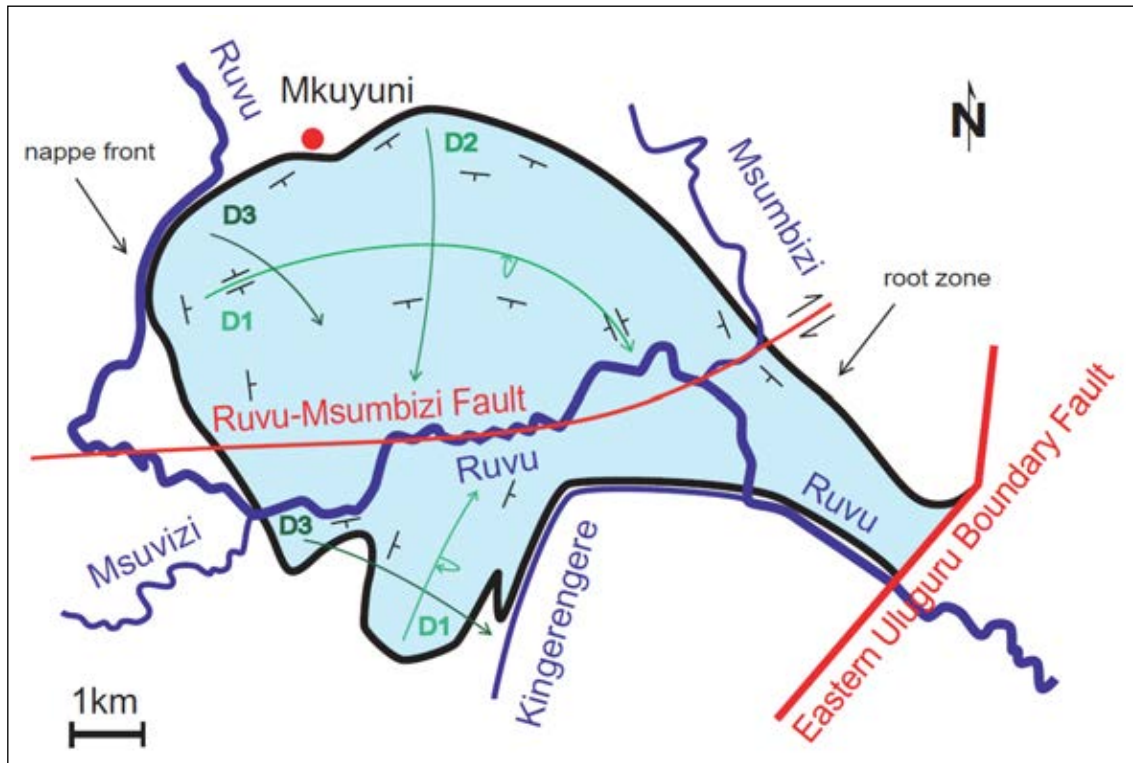 Ruvu
Mkuyuni
N
nappe front
D2
Msumbizi
D3
root zone
D1
Ruvu-Msumbizi Fault
Ruvu
Ruvu
D3
Msuvizi
Eastern Uluguru Boundary Fault
D1
Kingerengere
1km